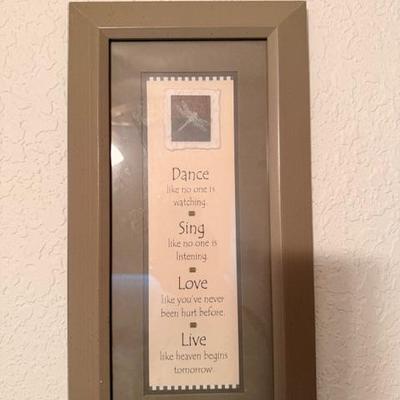 Dance
like no one is
watching.
Sing
like no one is
listening.
Love
like you've never
been hurt before.
Live
like heaven begins
tomorrow.